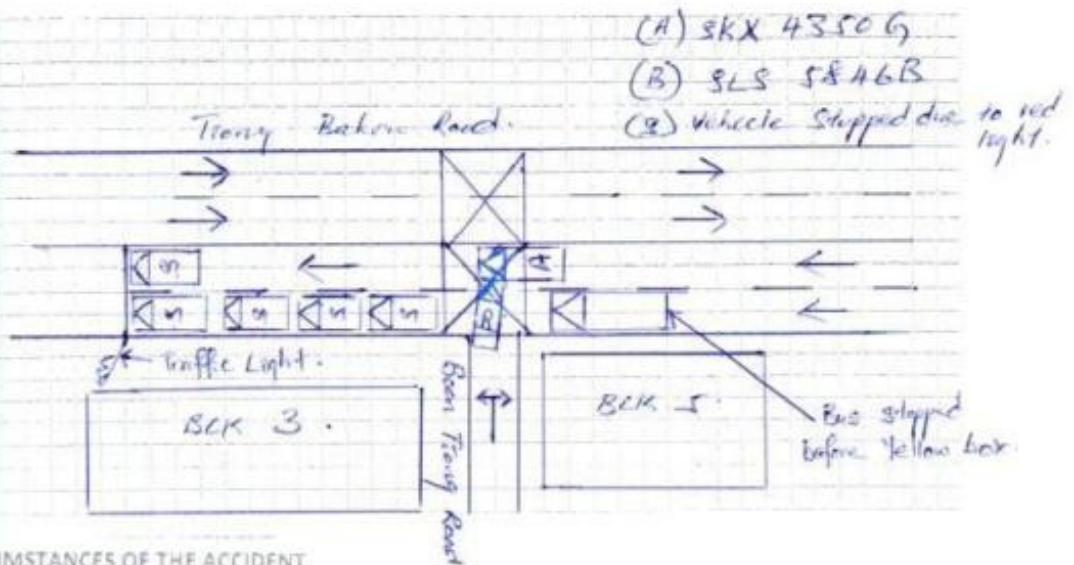 (A) SKX 4350G
(B) SLS 5846B
(S) Vehicle Stopped due to red light.
Tiong Bahru Road.
S
A
S S S S
B
Traffic Light.
Boon Tiong Road
BLK 3.
BLK 5.
Bus stopped before Yellow box.
CIRCUMSTANCES OF THE ACCIDENT